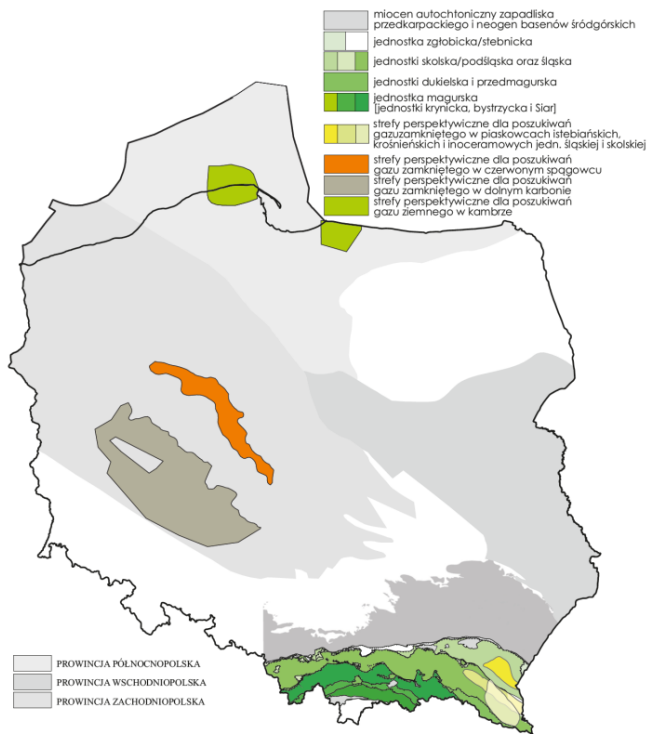 miocen autochtoniczny zapadliska
przedkarpackiego i neogen basenów śródgórskich
jednostka zgłobicka/stebnicka
jednostki skolska/podśląska oraz śląska
jednostki dukielska i przedmagurska
jednostka magurska
[jednostki krynicka, bystrzycka i Siar]
strefy perspektywiczne dla poszukiwań
gazuzamkniętego w piaskowcach istebiańskich,
krośnieńskich i inoceramowych jedn. śląskiej i skolskiej
strefy perspektywiczne dla poszukiwań
gazu zamkniętego w czerwonym spągowcu
strefy perspektywiczne dla poszukiwań
gazu zamkniętego w dolnym karbonie
strefy perspektywiczne dla poszukiwań
gazu ziemnego w kambrze
PROWINCJA PÓŁNOCNOPOLSKA
PROWINCJA WSCHODNIOPOLSKA
PROWINCJA ZACHODNIOPOLSKA